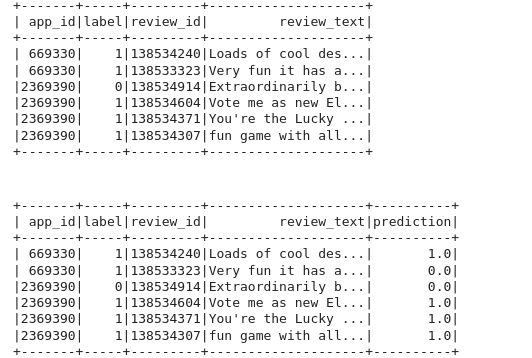 +-------+-----+---------+--------------------+
| app_id|label|review_id|         review_text|
+-------+-----+---------+--------------------+
| 669330|    1|138534240|Loads of cool des...|
| 669330|    1|138533323|Very fun it has a...|
|2369390|    0|138534914|Extraordinarily b...|
|2369390|    1|138534604|Vote me as new El...|
|2369390|    1|138534371|You're the Lucky ...|
|2369390|    1|138534307|fun game with all...|
+-------+-----+---------+--------------------+
+-------+-----+---------+--------------------+----------+
| app_id|label|review_id|         review_text|prediction|
+-------+-----+---------+--------------------+----------+
| 669330|    1|138534240|Loads of cool des...|       1.0|
| 669330|    1|138533323|Very fun it has a...|       0.0|
|2369390|    0|138534914|Extraordinarily b...|       0.0|
|2369390|    1|138534604|Vote me as new El...|       1.0|
|2369390|    1|138534371|You're the Lucky ...|       1.0|
|2369390|    1|138534307|fun game with all...|       1.0|
+-------+-----+---------+--------------------+----------+